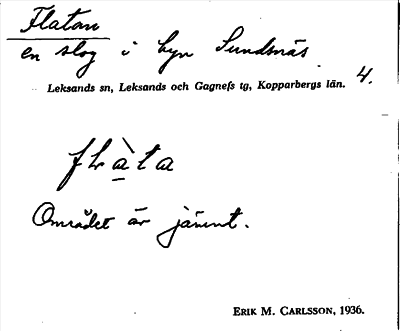 Flatan
en slog i byn Sundsnäs.
Leksands sn, Leksands och Gagnefs tg, Kopparbergs län. 4.
flàta
Området är jämnt.
ERIK M. CARLSSON, 1936.